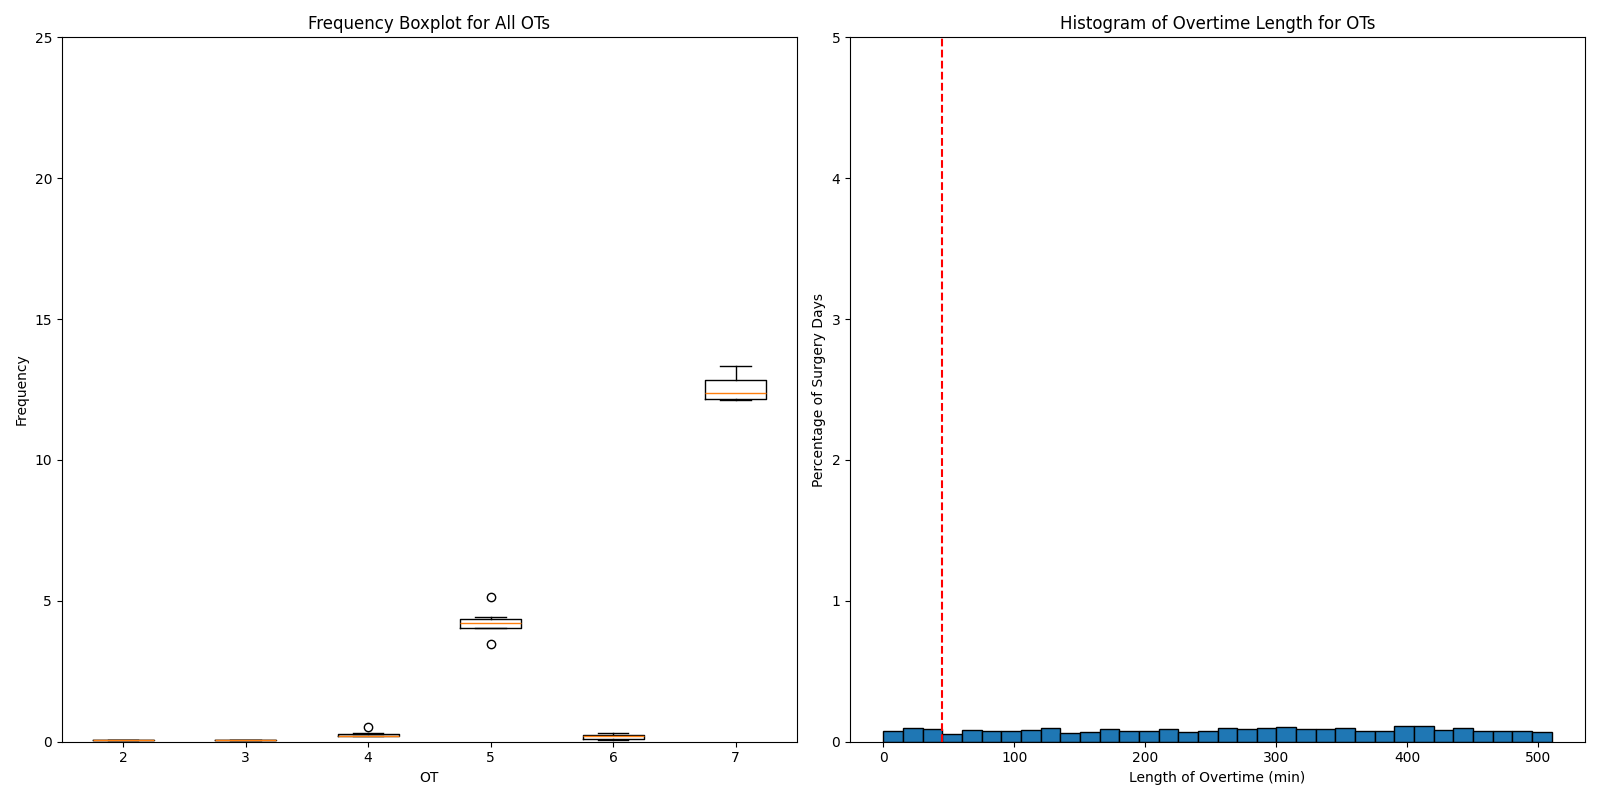 Frequency Boxplot for All OTs
25
20
15
10
5
0
Frequency
2 3 4 5 6 7
OT
Histogram of Overtime Length for OTs
5
4
3
2
1
0
Percentage of Surgery Days
0 100 200 300 400 500
Length of Overtime (min)